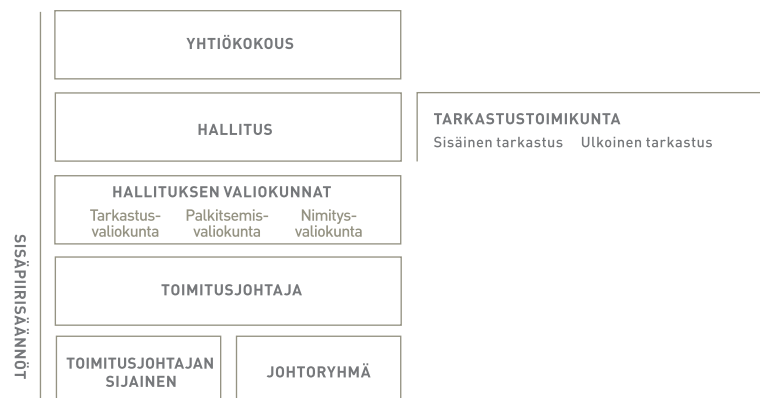 YHTIÖKOKOUS
HALLITUS
TARKASTUSTOIMIKUNTA
Sisäinen tarkastus Ulkoinen tarkastus
HALLITUKSEN VALIOKUNNAT
Tarkastus- Palkitsemis- Nimitys-
valiokunta valiokunta valiokunta
TOIMITUSJOHTAJA
TOIMITUSJOHTAJAN
SIJAINEN
JOHTORYHMÄ
SISÄPIIRISÄÄNNÖT